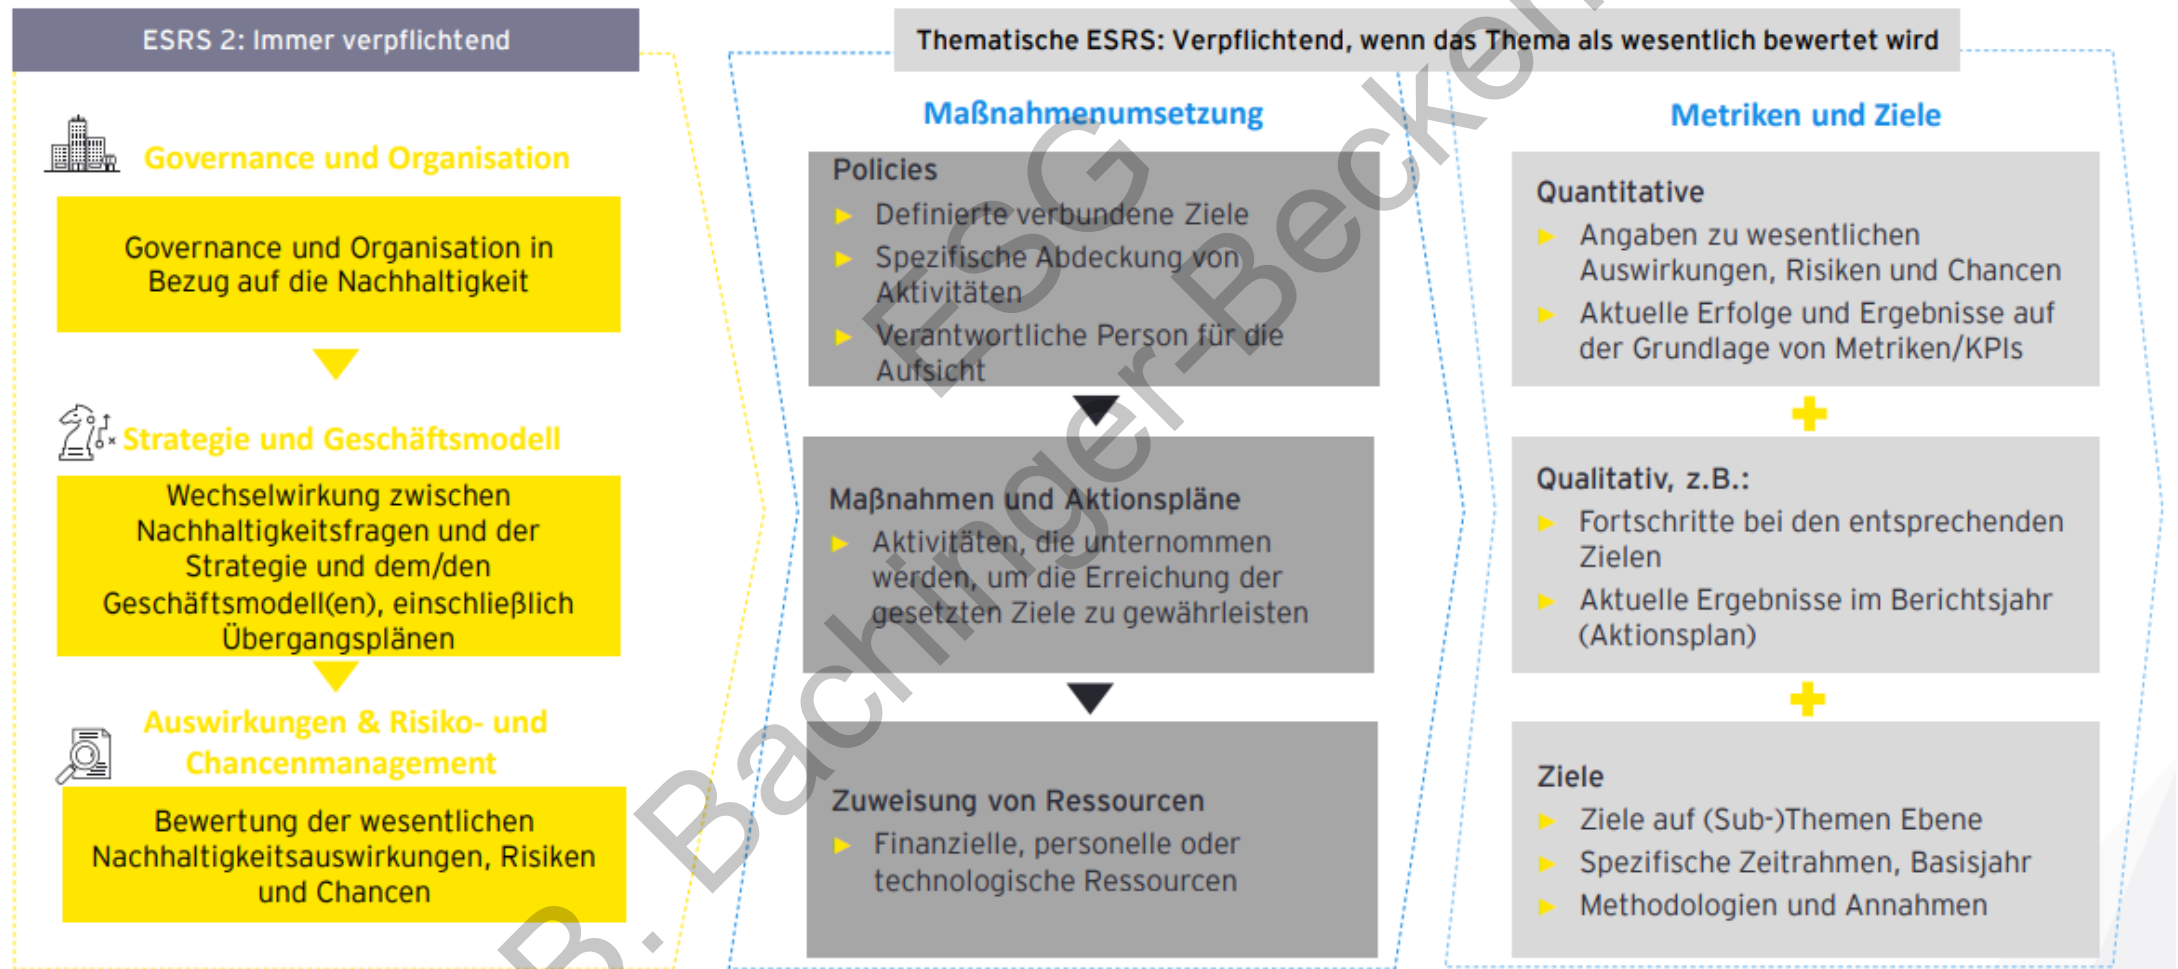 ESRS 2: Immer verpflichtend
Governance und Organisation
Governance und Organisation in
Bezug auf die Nachhaltigkeit
Strategie und Geschäftsmodell
Wechselwirkung zwischen
Nachhaltigkeitsfragen und der
Strategie und dem/den
Geschäftsmodell(en), einschließlich
Übergangsplänen
Auswirkungen & Risiko- und
Chancenmanagement
Bewertung der wesentlichen
Nachhaltigkeitsauswirkungen, Risiken
und Chancen
Thematische ESRS: Verpflichtend, wenn das Thema als wesentlich bewertet wird
Maßnahmenumsetzung
Policies
Definierte verbundene Ziele
Spezifische Abdeckung von
Aktivitäten
Verantwortliche Person für die
Aufsicht
Maßnahmen und Aktionspläne
Aktivitäten, die unternommen
werden, um die Erreichung der
gesetzten Ziele zu gewährleisten
Zuweisung von Ressourcen
Finanzielle, personelle oder
technologische Ressourcen
Metriken und Ziele
Quantitative
Angaben zu wesentlichen
Auswirkungen, Risiken und Chancen
Aktuelle Erfolge und Ergebnisse auf
der Grundlage von Metriken/KPIs
Qualitativ, z.B.:
Fortschritte bei den entsprechenden
Zielen
Aktuelle Ergebnisse im Berichtsjahr
(Aktionsplan)
Ziele
Ziele auf (Sub-)Themen Ebene
Spezifische Zeitrahmen, Basisjahr
Methodologien und Annahmen
ESG
B. Bachinger-Becker